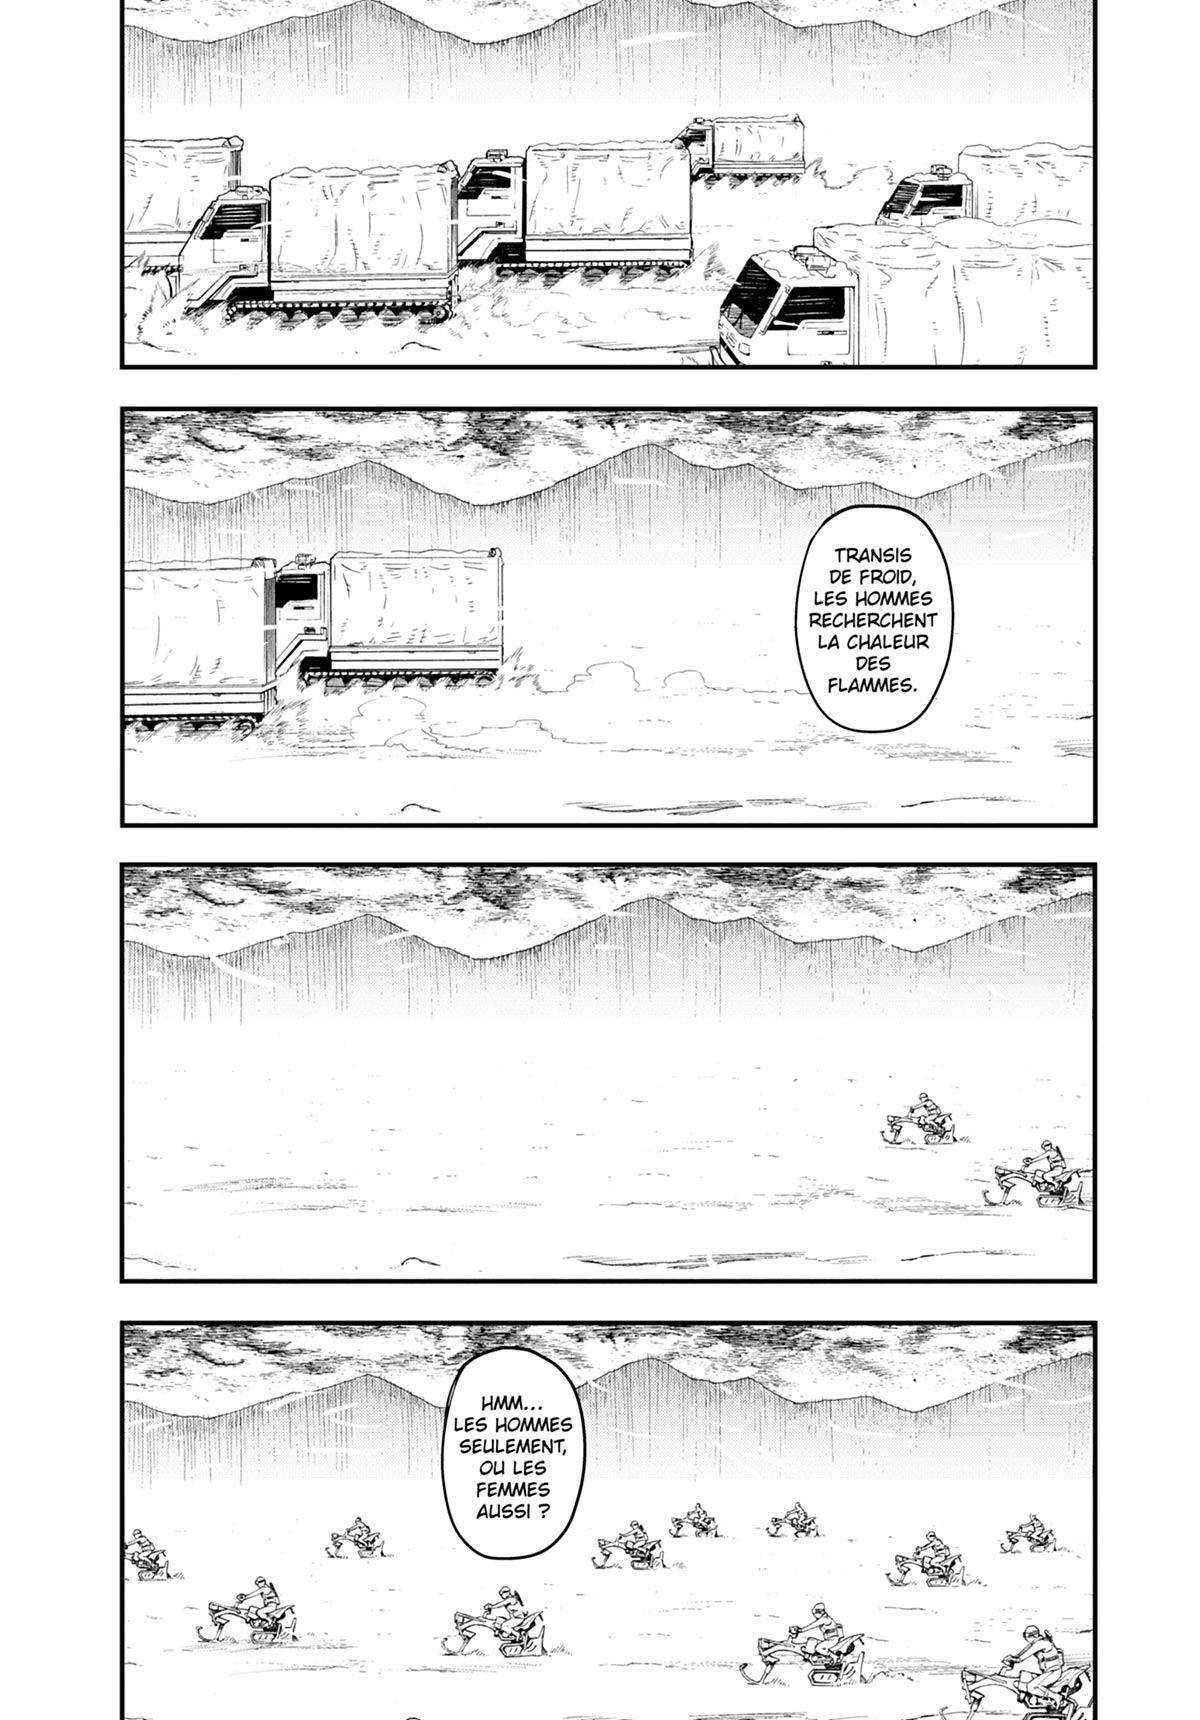 TRANSIS
DE FROID,
LES HOMMES
RECHERCHENT
LA CHALEUR
DES
FLAMMES.
HMM...
LES HOMMES
SEULEMENT,
OU LES
FEMMES
AUSSI ?